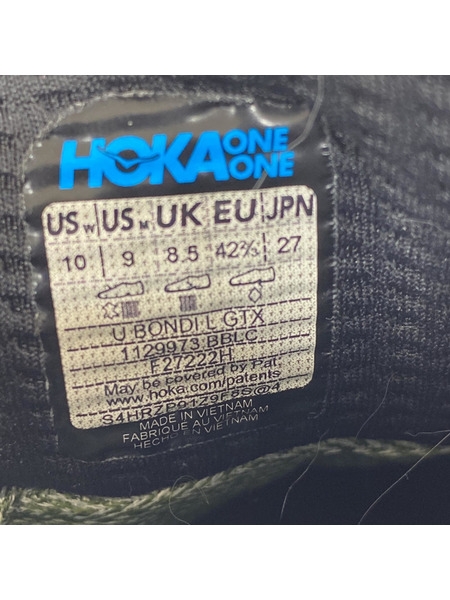 HOKA ONE ONE
US w US M UK EU JPN
10 9 8.5 42⅔ 27
U BONDI L GTX
1129973 BBLC
F27222H
May be covered by Pat.
www.hoka.com/patents
MADE IN VIETNAM
FABRIQUÉ AU VIETNAM
HECHO EN VIETNAM